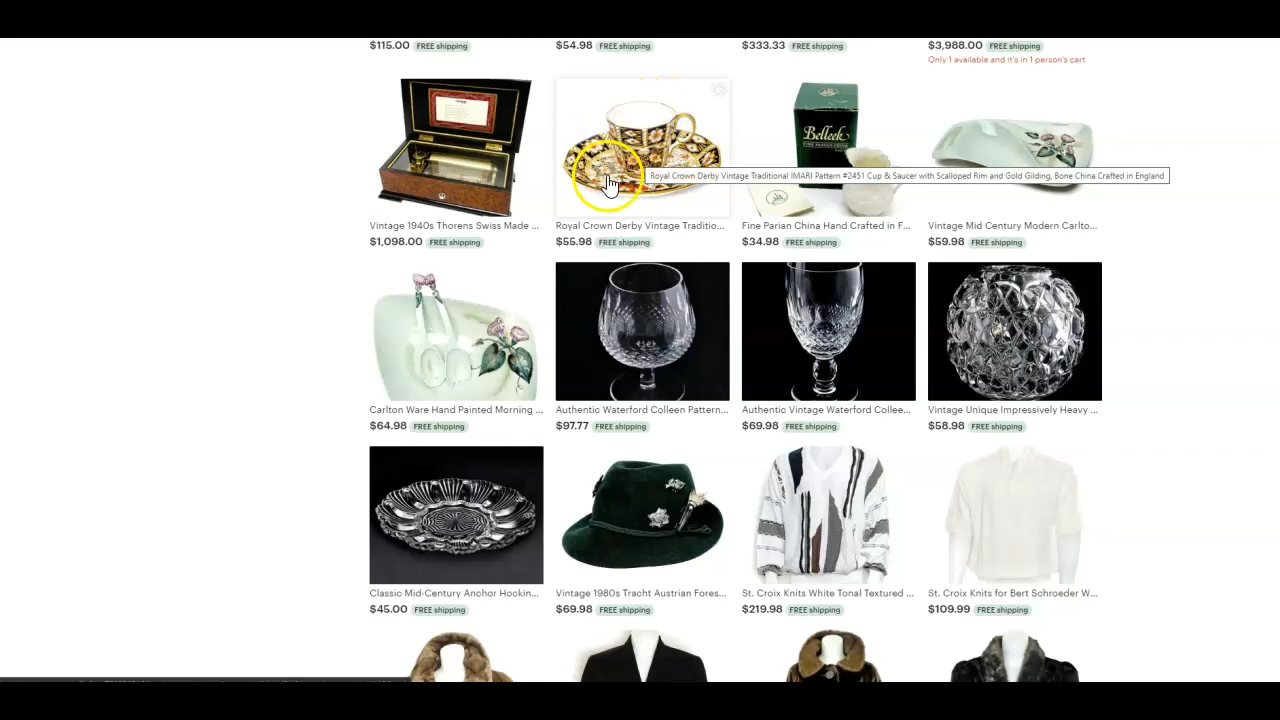 $115.00 FREE shipping
$54.98 FREE shipping
$333.33 FREE shipping
$3,988.00 FREE shipping
Only 1 available and it's in 1 person's cart
Belleek
Royal Crown Derby Vintage Traditional IMARI Pattern #2451 Cup & Saucer with Scalloped Rim and Gold Gilding, Bone China Crafted in England
Vintage 1940s Thorens Swiss Made ...
$1,098.00 FREE shipping
Royal Crown Derby Vintage Traditio...
$55.98 FREE shipping
Fine Parian China Hand Crafted in F...
$34.98 FREE shipping
Vintage Mid Century Modern Carlto...
$59.98 FREE shipping
Carlton Ware Hand Painted Morning ...
$64.98 FREE shipping
Authentic Waterford Colleen Pattern...
$97.77 FREE shipping
Authentic Vintage Waterford Collee...
$69.98 FREE shipping
Vintage Unique Impressively Heavy ...
$58.98 FREE shipping
Classic Mid-Century Anchor Hockin...
$45.00 FREE shipping
Vintage 1980s Tracht Austrian Fores...
$69.98 FREE shipping
St. Croix Knits White Tonal Textured ...
$219.98 FREE shipping
St. Croix Knits for Bert Schroeder W...
$109.99 FREE shipping